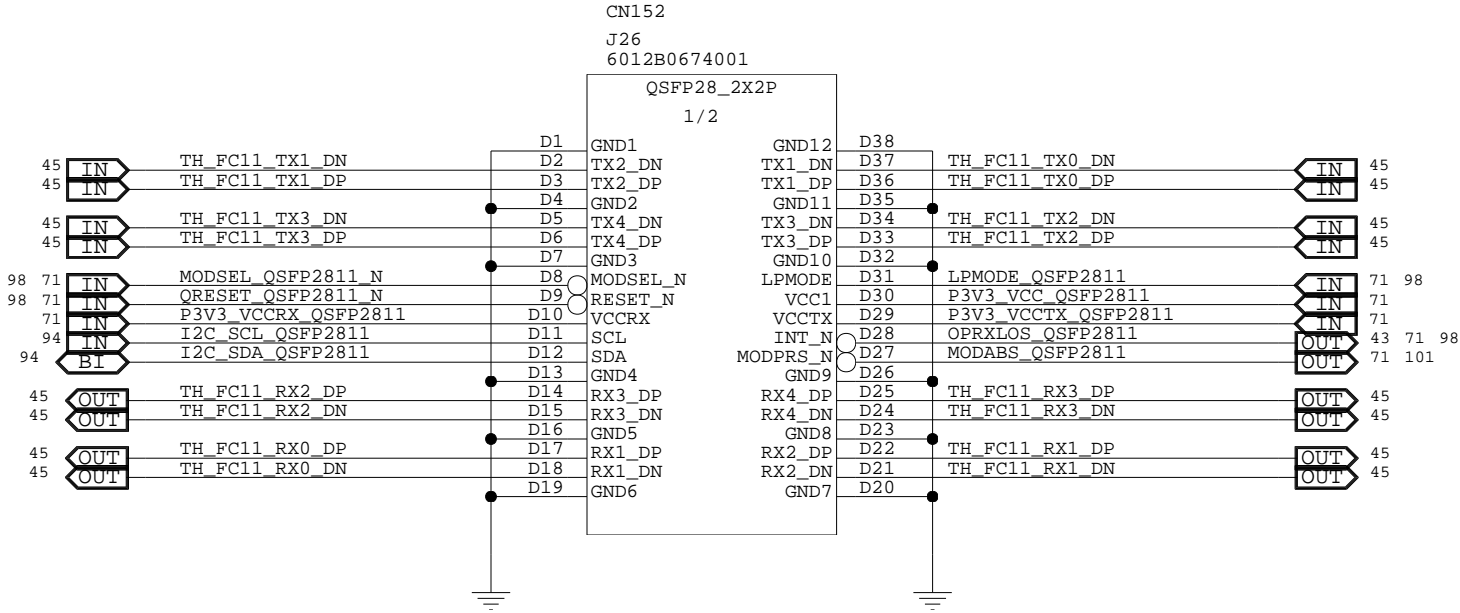 CN152
J26
6012B0674001
QSFP28_2X2P
1/2
D1 GND1 GND12 D38
45 IN TH_FC11_TX1_DN D2 TX2_DN TX1_DN D37 TH_FC11_TX0_DN IN 45
45 IN TH_FC11_TX1_DP D3 TX2_DP TX1_DP D36 TH_FC11_TX0_DP IN 45
D4 GND2 GND11 D35
45 IN TH_FC11_TX3_DN D5 TX4_DN TX3_DN D34 TH_FC11_TX2_DN IN 45
45 IN TH_FC11_TX3_DP D6 TX4_DP TX3_DP D33 TH_FC11_TX2_DP IN 45
D7 GND3 GND10 D32
98 71 IN MODSEL_QSFP2811_N D8 MODSEL_N LPMODE D31 LPMODE_QSFP2811 IN 71 98
98 71 IN QRESET_QSFP2811_N D9 RESET_N VCC1 D30 P3V3_VCC_QSFP2811 IN 71
71 IN P3V3_VCCRX_QSFP2811 D10 VCCRX VCCTX D29 P3V3_VCCTX_QSFP2811 IN 71
94 IN I2C_SCL_QSFP2811 D11 SCL INT_N D28 OPRXLOS_QSFP2811 OUT 43 71 98
94 BI I2C_SDA_QSFP2811 D12 SDA MODPRS_N D27 MODABS_QSFP2811 OUT 71 101
D13 GND4 GND9 D26
45 OUT TH_FC11_RX2_DP D14 RX3_DP RX4_DP D25 TH_FC11_RX3_DP OUT 45
45 OUT TH_FC11_RX2_DN D15 RX3_DN RX4_DN D24 TH_FC11_RX3_DN OUT 45
D16 GND5 GND8 D23
45 OUT TH_FC11_RX0_DP D17 RX1_DP RX2_DP D22 TH_FC11_RX1_DP OUT 45
45 OUT TH_FC11_RX0_DN D18 RX1_DN RX2_DN D21 TH_FC11_RX1_DN OUT 45
D19 GND6 GND7 D20